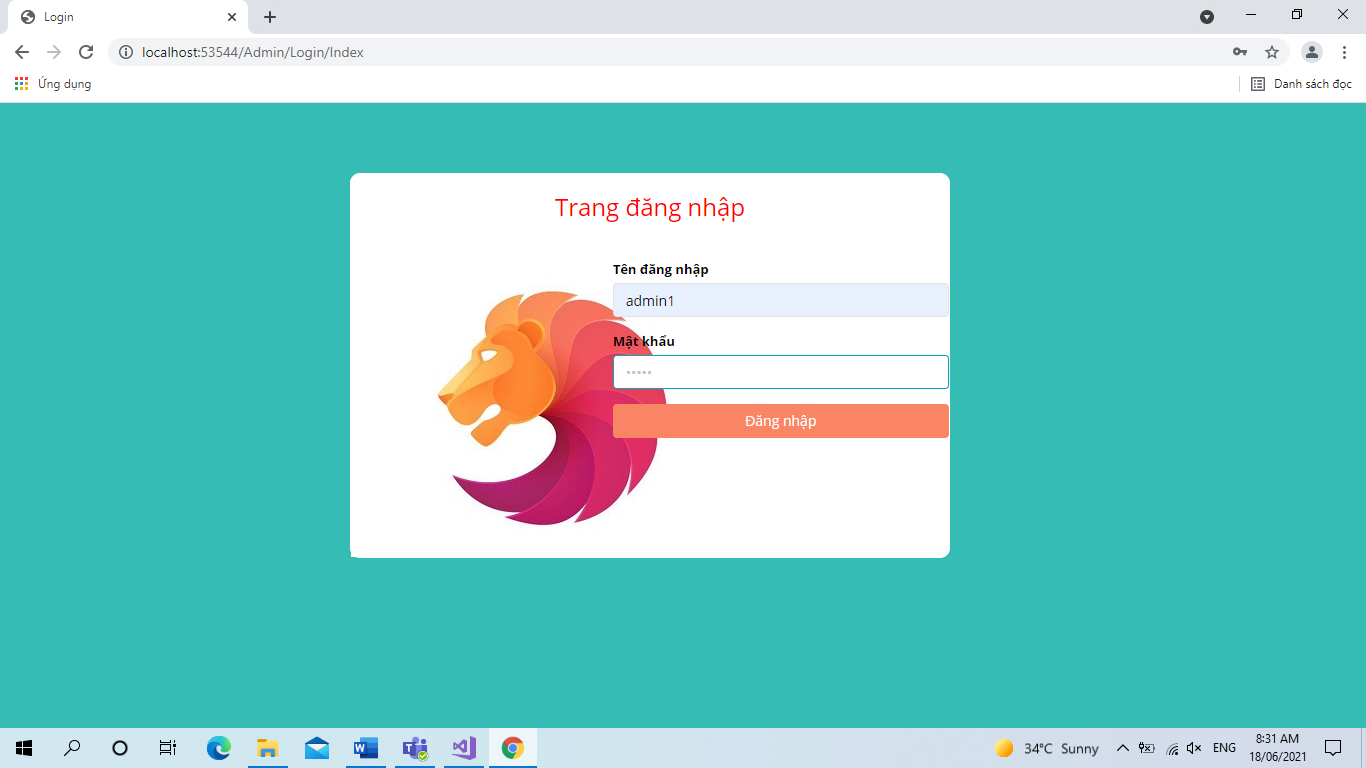 Login
localhost:53544/Admin/Login/Index
Ứng dụng
Danh sách đọc
Trang đăng nhập
Tên đăng nhập
admin1
Mật khẩu
•••••
Đăng nhập
34°C Sunny
ENG
8:31 AM
18/06/2021